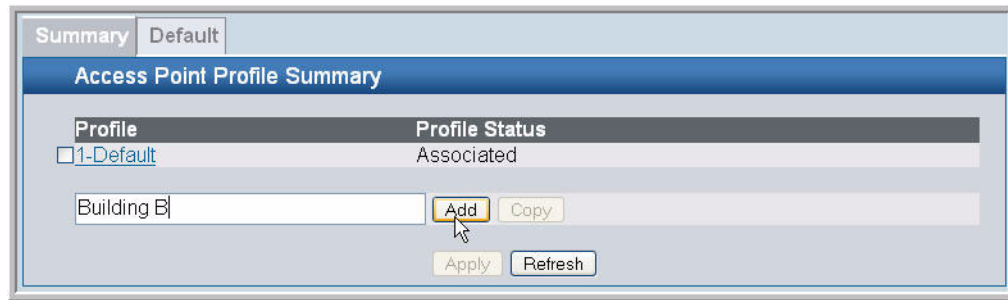 Summary Default
Access Point Profile Summary
Profile Profile Status
1-Default Associated
Building B Add Copy
Apply Refresh